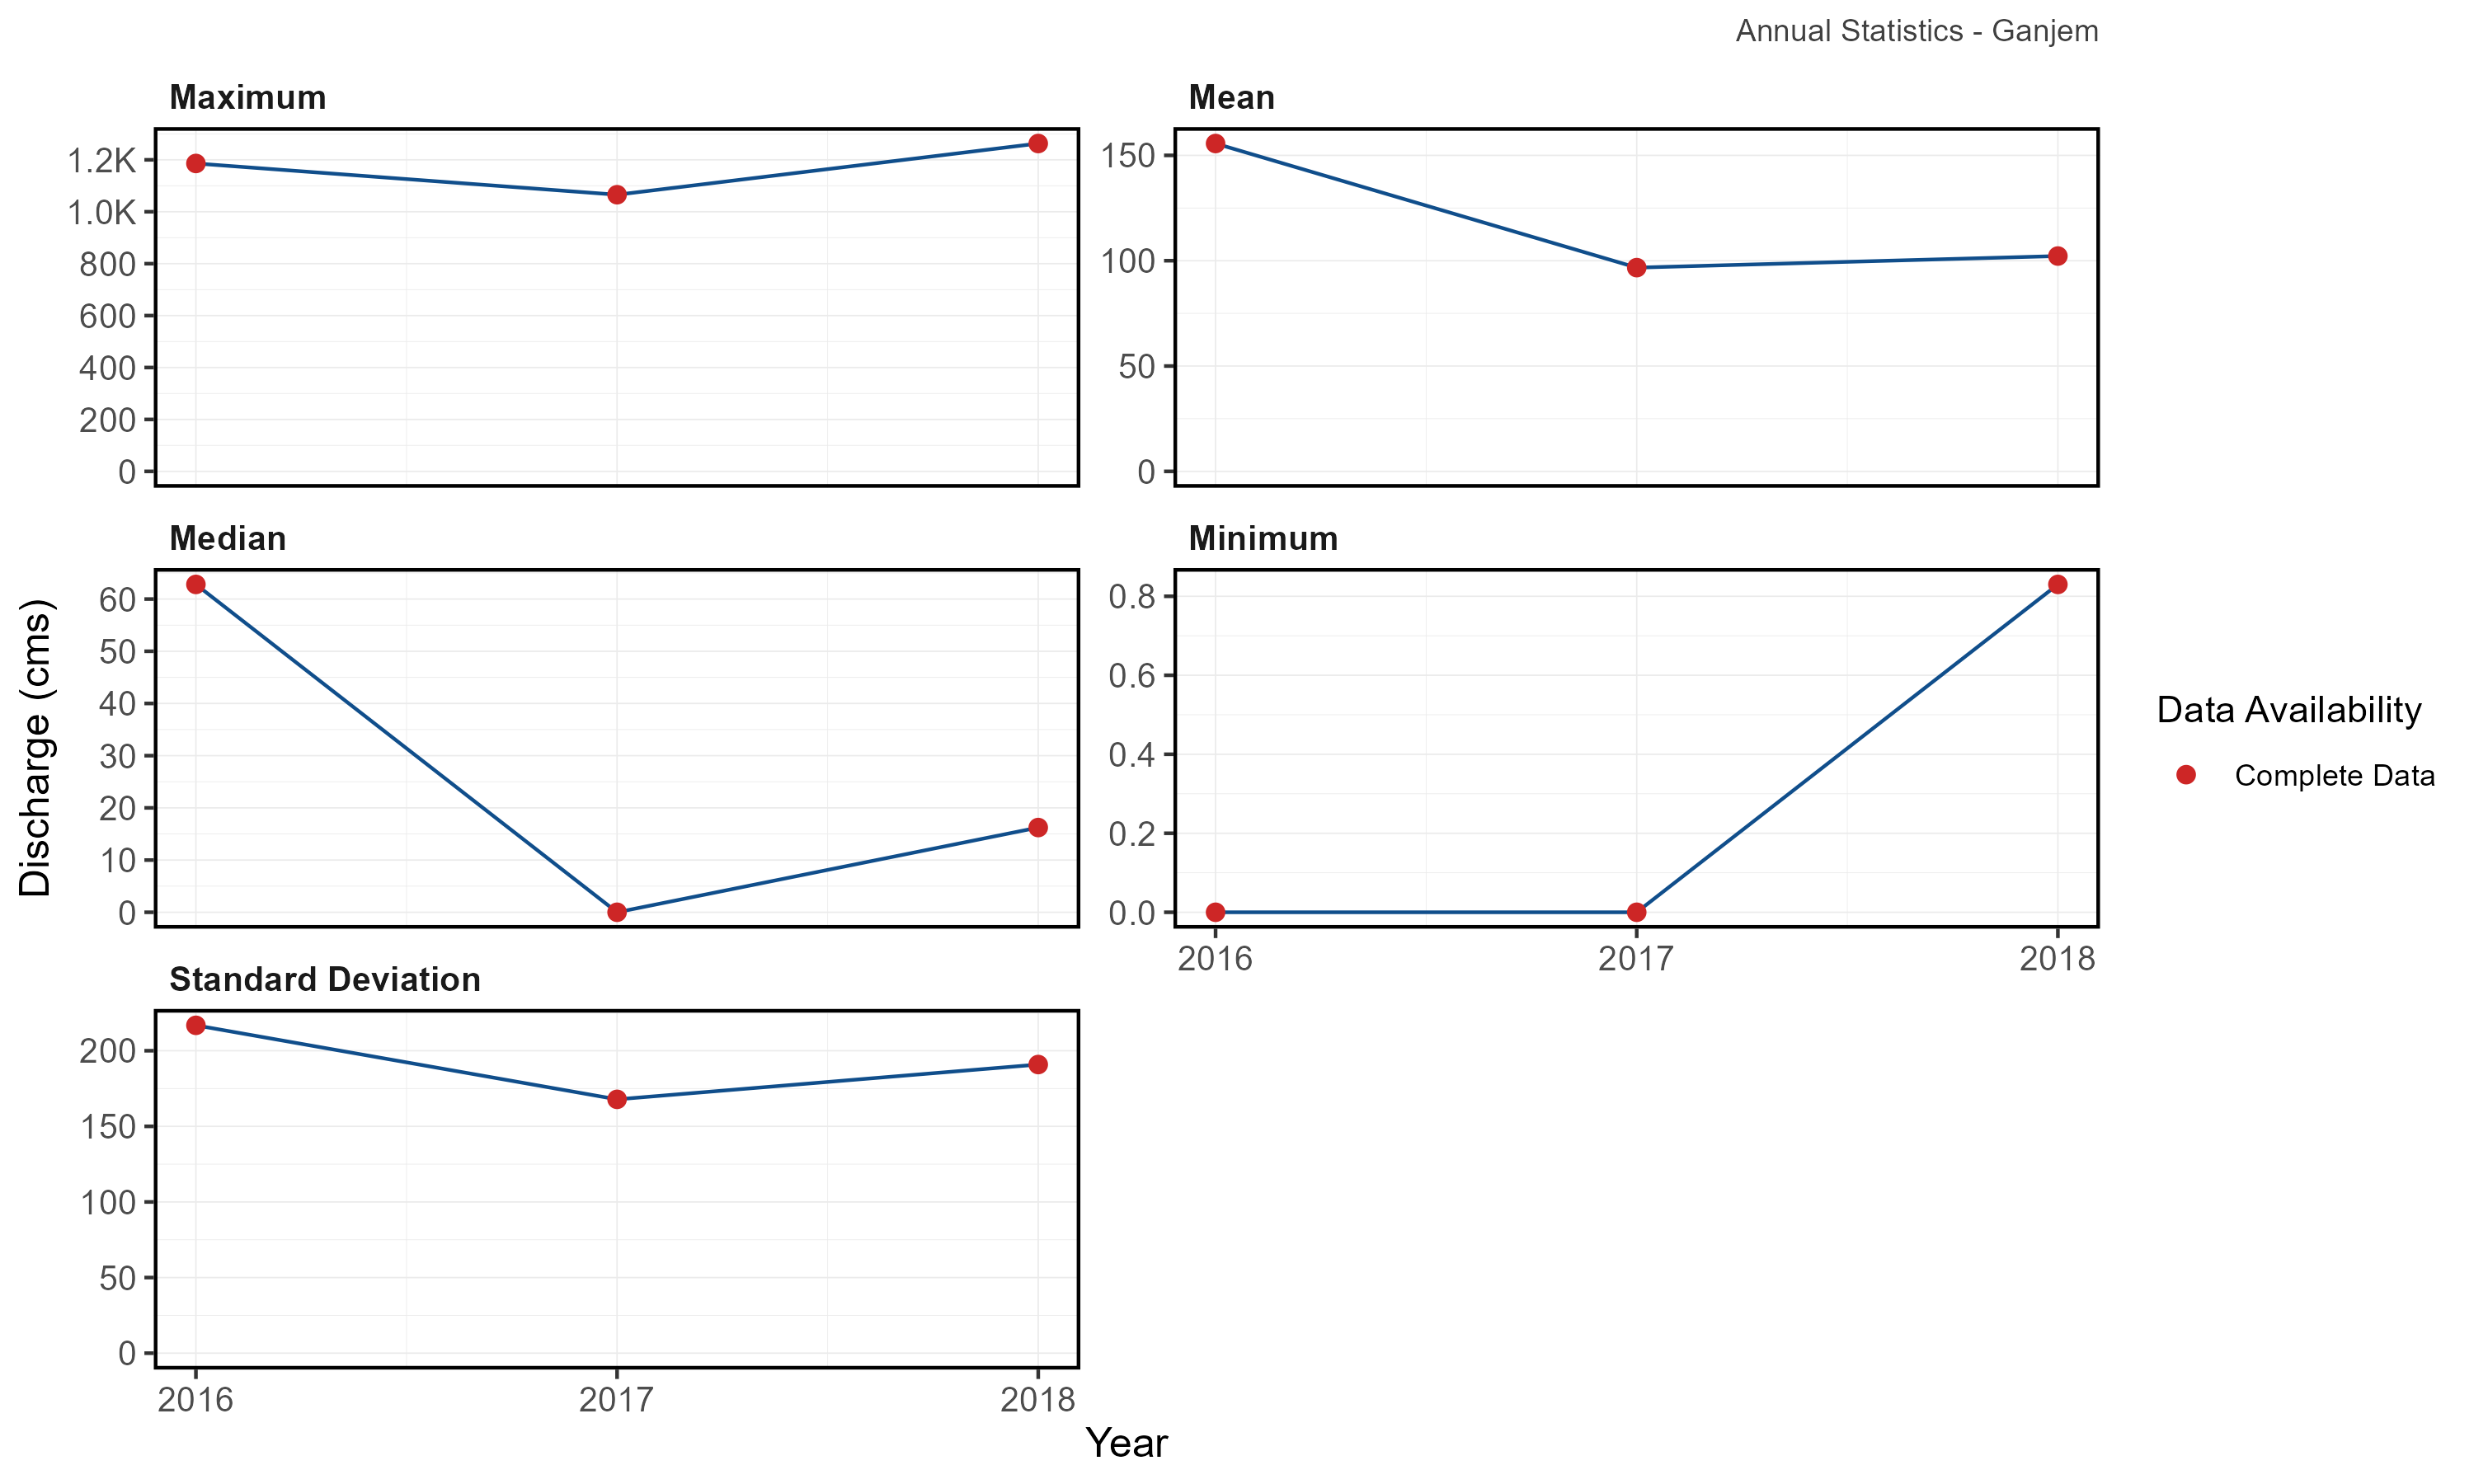 Annual Statistics - Ganjem
Maximum
1.2K
1.0K
800
600
400
200
0
Mean
150
100
50
0
Discharge (cms)
Median
60
50
40
30
20
10
0
Minimum
0.8
0.6
0.4
0.2
0.0
2016 2017 2018
Standard Deviation
200
150
100
50
0
2016 2017 2018
Year
Data Availability
Complete Data